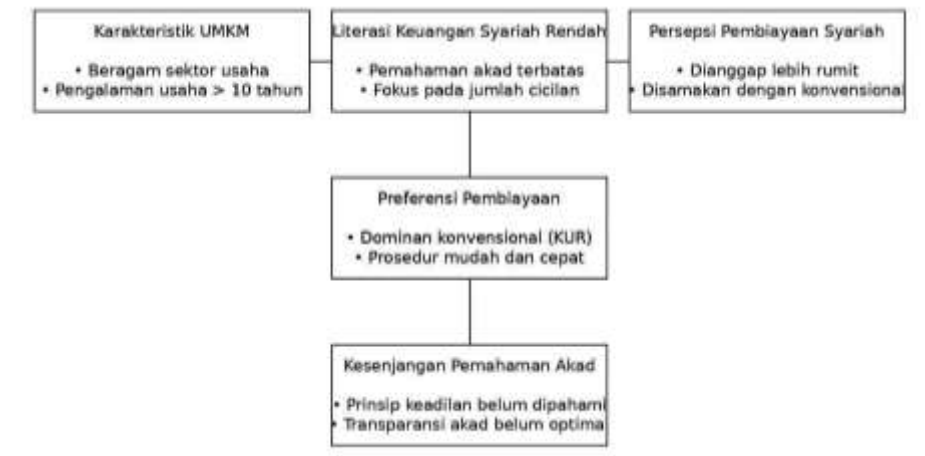 Karakteristik UMKM
• Beragam sektor usaha
• Pengalaman usaha > 10 tahun
Literasi Keuangan Syariah Rendah
• Pemahaman akad terbatas
• Fokus pada jumlah cicilan
Persepsi Pembiayaan Syariah
• Dianggap lebih rumit
• Disamakan dengan konvensional
Preferensi Pembiayaan
• Dominan konvensional (KUR)
• Prosedur mudah dan cepat
Kesenjangan Pemahaman Akad
• Prinsip keadilan belum dipahami
• Transparansi akad belum optima